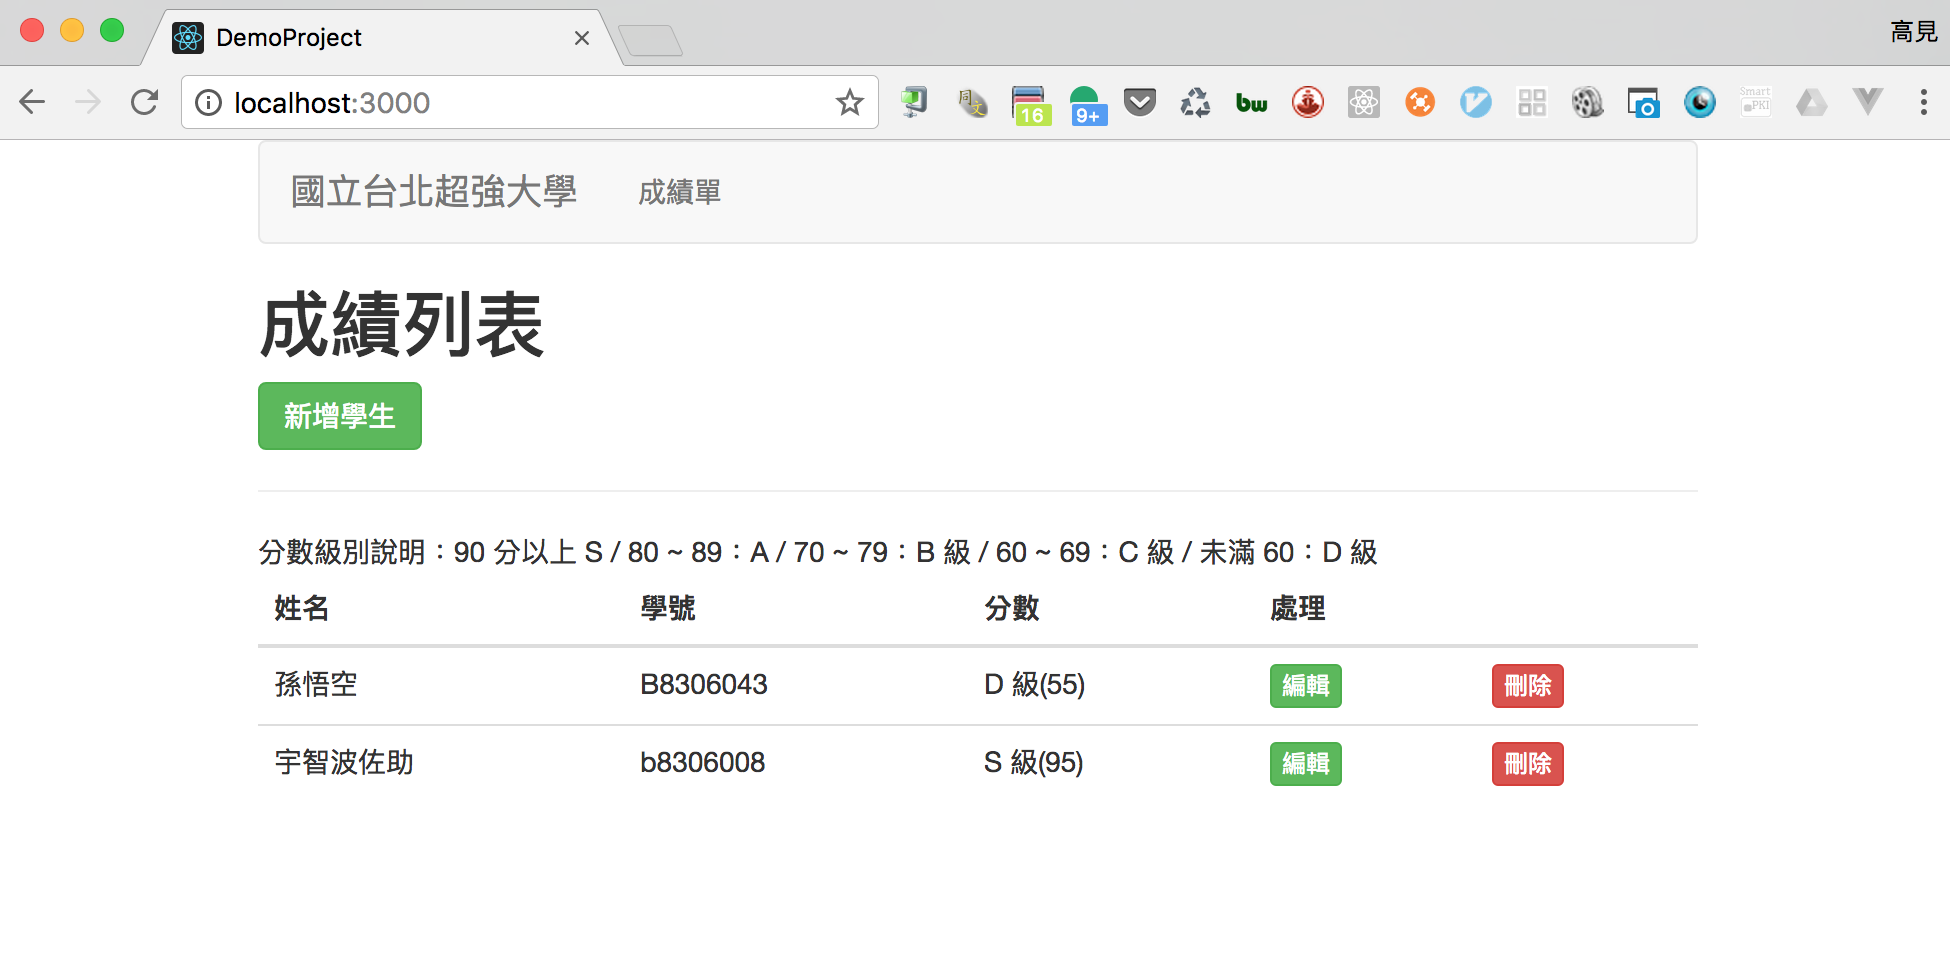 DemoProject
高見
localhost:3000
同文
16
9+
bw
Smart
PKI
國立台北超強大學 成績單
成績列表
新增學生
分數級別說明：90 分以上 S / 80 ~ 89：A / 70 ~ 79：B 級 / 60 ~ 69：C 級 / 未滿 60：D 級
姓名 學號 分數 處理
孫悟空 B8306043 D 級(55) 編輯 刪除
宇智波佐助 b8306008 S 級(95) 編輯 刪除